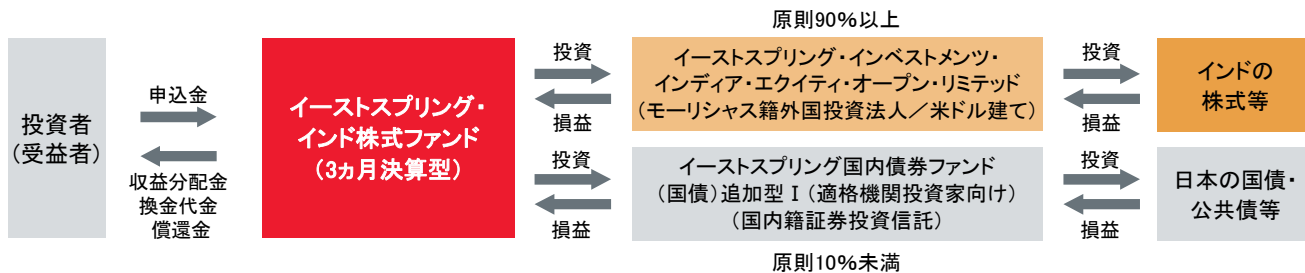 投資者
(受益者)
申込金
収益分配金
換金代金
償還金
イーストスプリング・
インド株式ファンド
(3ヵ月決算型)
投資
損益
投資
損益
原則90%以上
イーストスプリング・インベストメンツ・
インディア・エクイティ・オープン・リミテッド
(モーリシャス籍外国投資法人/米ドル建て)
イーストスプリング国内債券ファンド
(国債)追加型 I (適格機関投資家向け)
(国内籍証券投資信託)
原則10%未満
投資
損益
投資
損益
インドの
株式等
日本の国債・
公共債等